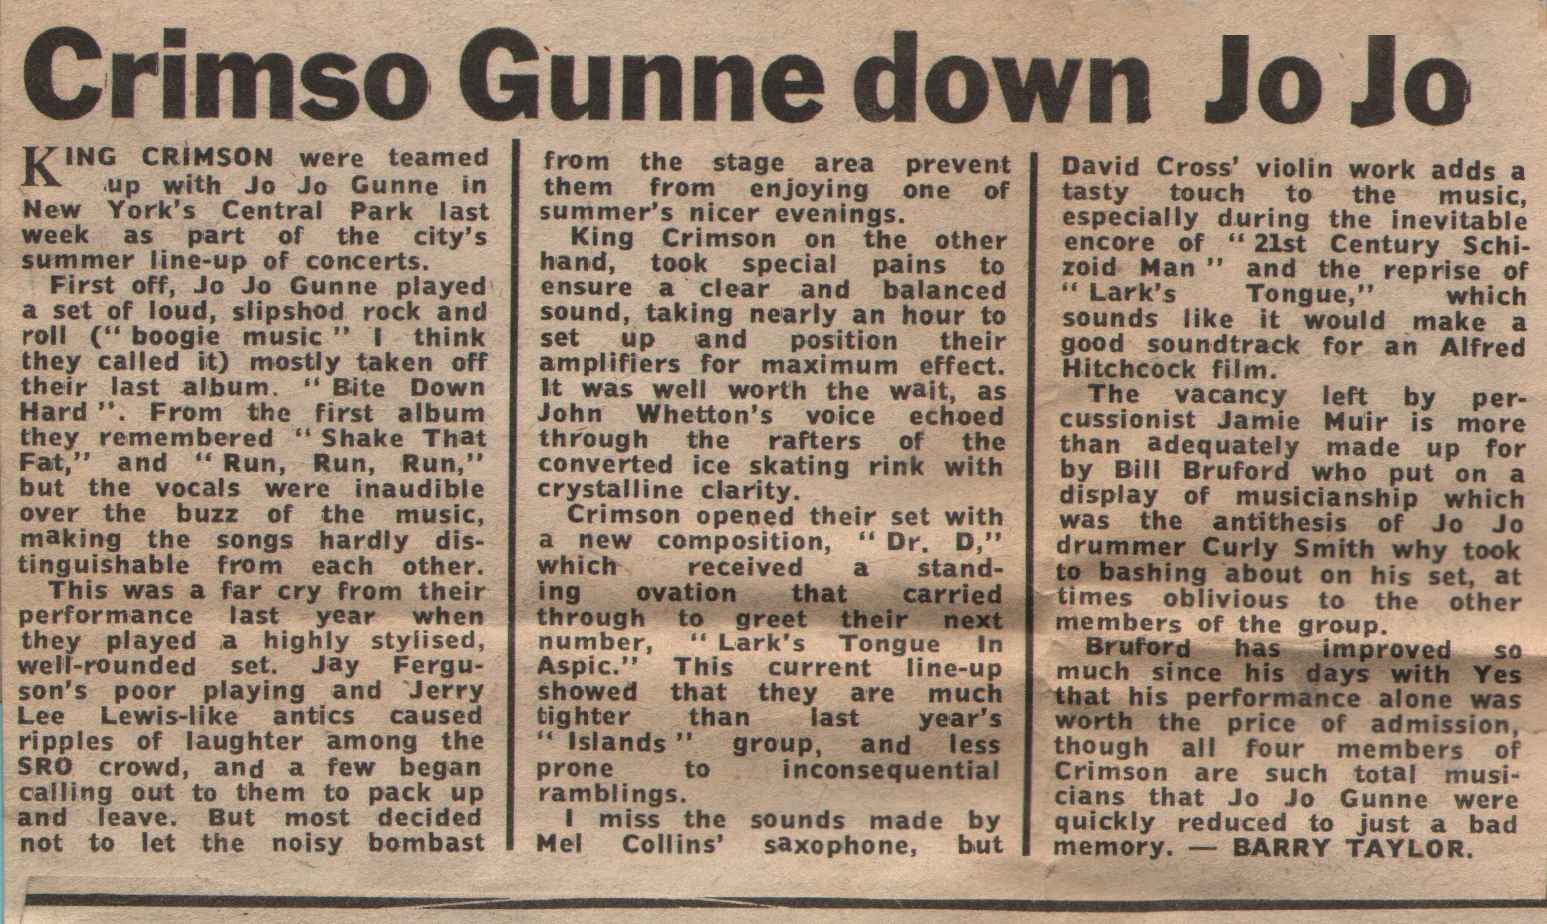 Crimso Gunne down Jo Jo
KING CRIMSON were teamed
up with Jo Jo Gunne in
New York's Central Park last
week as part of the city's
summer line-up of concerts.
First off, Jo Jo Gunne played
a set of loud, slipshod rock and
roll (" boogie music " I think
they called it) mostly taken off
their last album. " Bite Down
Hard ". From the first album
they remembered " Shake That
Fat," and " Run, Run, Run,"
but the vocals were inaudible
over the buzz of the music,
making the songs hardly dis-
tinguishable from each other.
This was a far cry from their
performance last year when
they played a highly stylised,
well-rounded set. Jay Fergu-
son's poor playing and Jerry
Lee Lewis-like antics caused
ripples of laughter among the
SRO crowd, and a few began
calling out to them to pack up
and leave. But most decided
not to let the noisy bombast
from the stage area prevent
them from enjoying one of
summer's nicer evenings.
King Crimson on the other
hand, took special pains to
ensure a clear and balanced
sound, taking nearly an hour to
set up and position their
amplifiers for maximum effect.
It was well worth the wait, as
John Whetton's voice echoed
through the rafters of the
converted ice skating rink with
crystalline clarity.
Crimson opened their set with
a new composition, " Dr. D,"
which received a stand-
ing ovation that carried
through to greet their next
number, " Lark's Tongue In
Aspic." This current line-up
showed that they are much
tighter than last year's
" Islands " group, and less
prone to inconsequential
ramblings.
I miss the sounds made by
Mel Collins' saxophone, but
David Cross' violin work adds a
tasty touch to the music,
especially during the inevitable
encore of " 21st Century Schi-
zoid Man " and the reprise of
" Lark's Tongue," which
sounds like it would make a
good soundtrack for an Alfred
Hitchcock film.
The vacancy left by per-
cussionist Jamie Muir is more
than adequately made up for
by Bill Bruford who put on a
display of musicianship which
was the antithesis of Jo Jo
drummer Curly Smith why took
to bashing about on his set, at
times oblivious to the other
members of the group.
Bruford has improved so
much since his days with Yes
that his performance alone was
worth the price of admission,
though all four members of
Crimson are such total musi-
cians that Jo Jo Gunne were
quickly reduced to just a bad
memory. — BARRY TAYLOR.